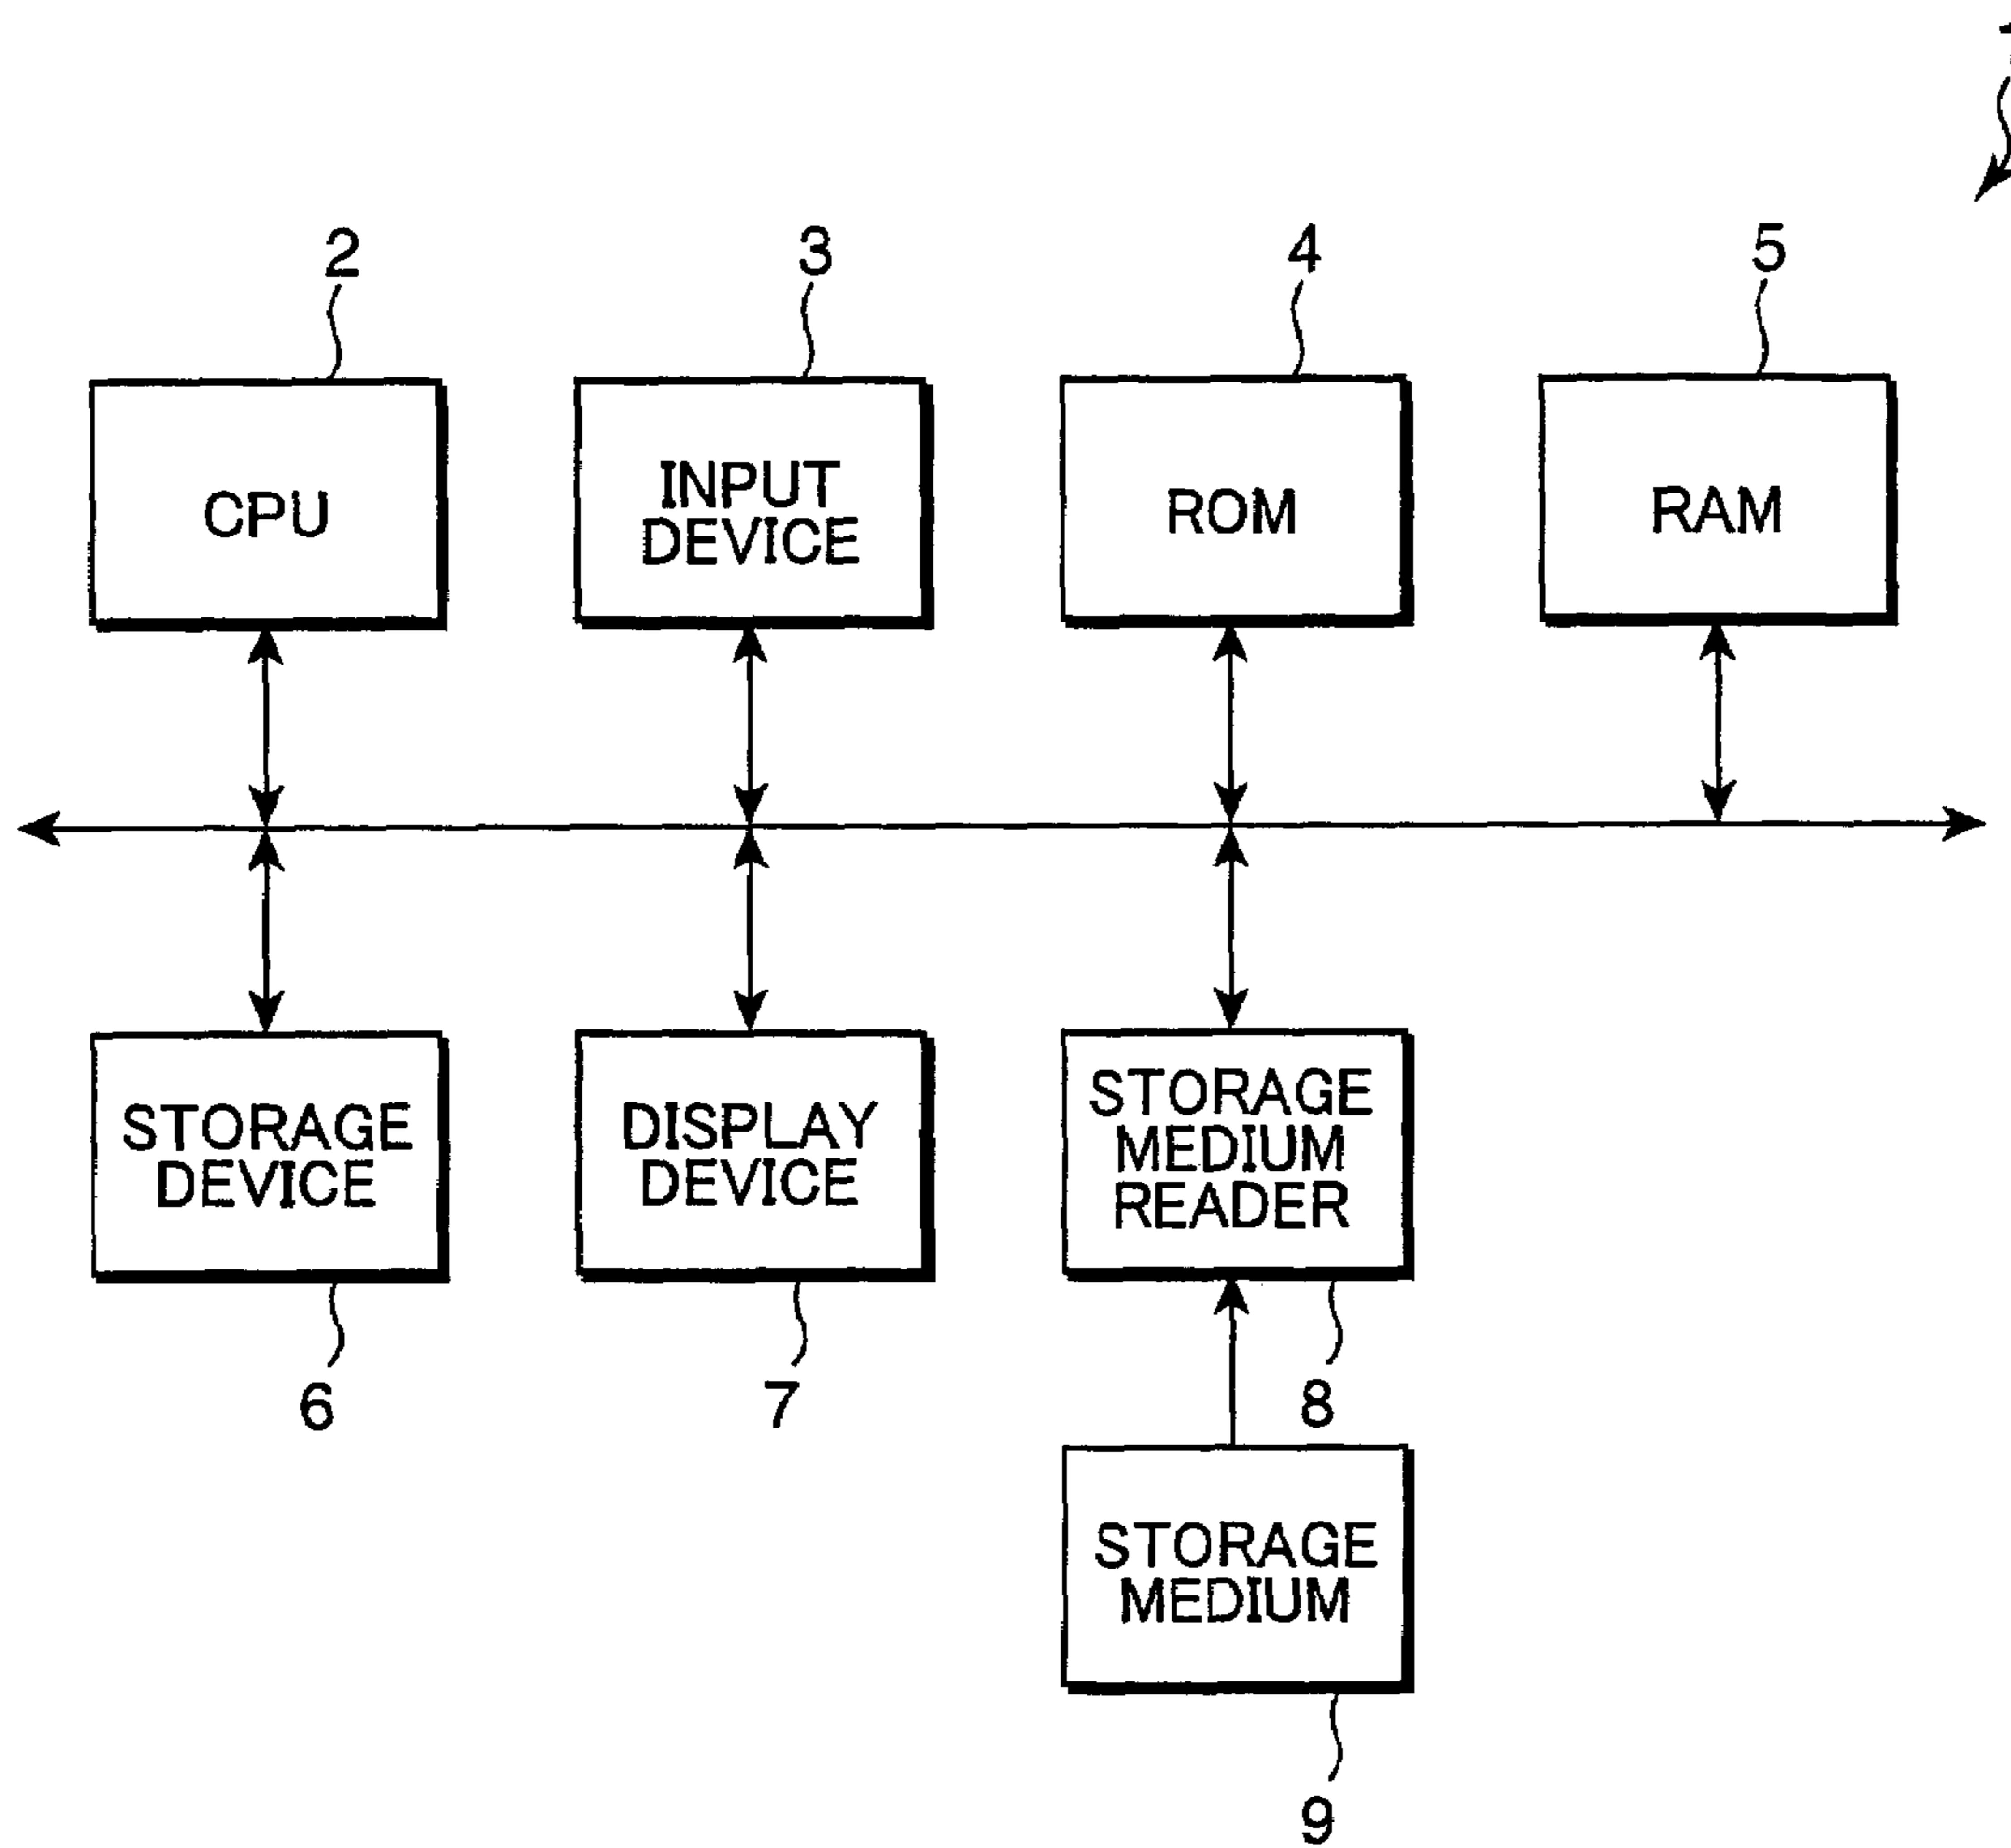 2
3
4
5
CPU
INPUT
DEVICE
ROM
RAM
STORAGE
DEVICE
DISPLAY
DEVICE
STORAGE
MEDIUM
READER
6
7
8
STORAGE
MEDIUM
9